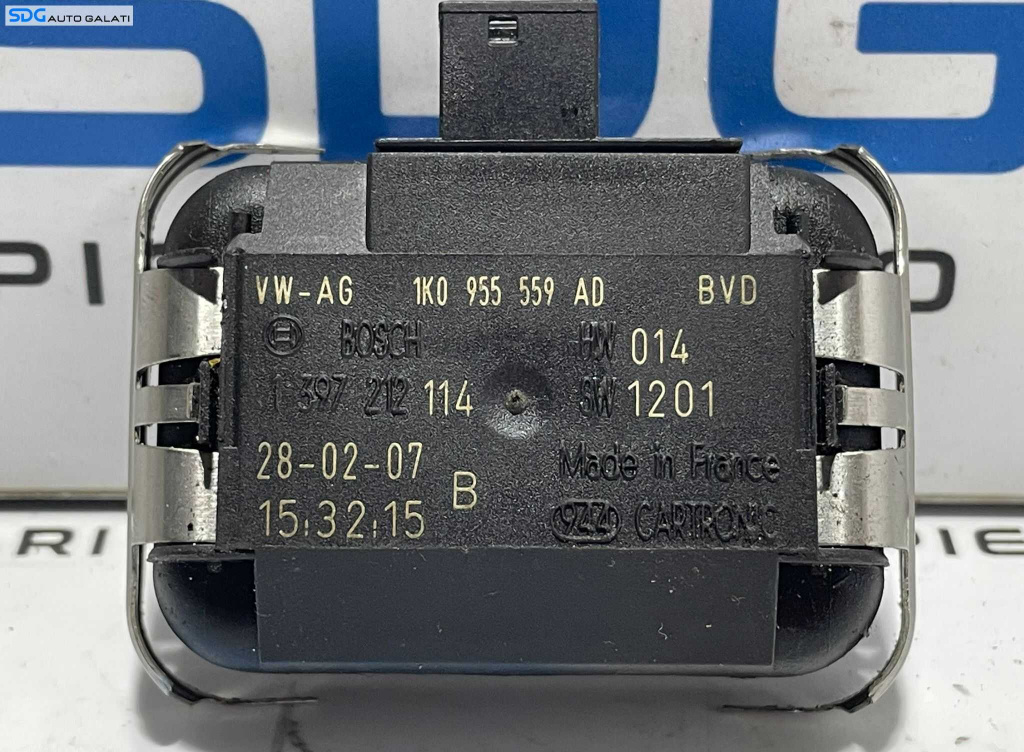 SDG AUTO GALATI
VW-AG 1K0 955 559 AD BVD
BOSCH HW 014
1 397 212 114 SW 1201
28-02-07 Made in France
15:32:15 B CARTRONIC